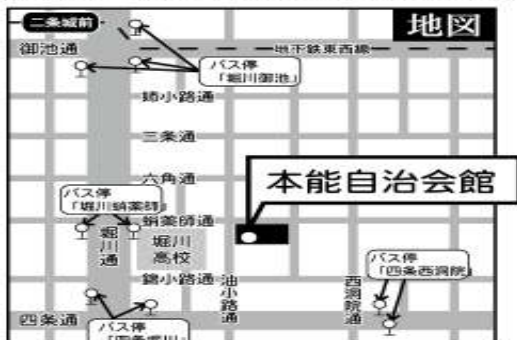 二条城前
地図
御池通
地下鉄東西線
バス停
「堀川御池」
姉小路通
三条通
六角通
本能自治会館
バス停
「堀川蛸薬師」
蛸薬師通
堀川通
堀川
高校
バス停
「四条西洞院」
錦小路通
油小路通
西洞院通
四条通
バス停
「四条堀川」